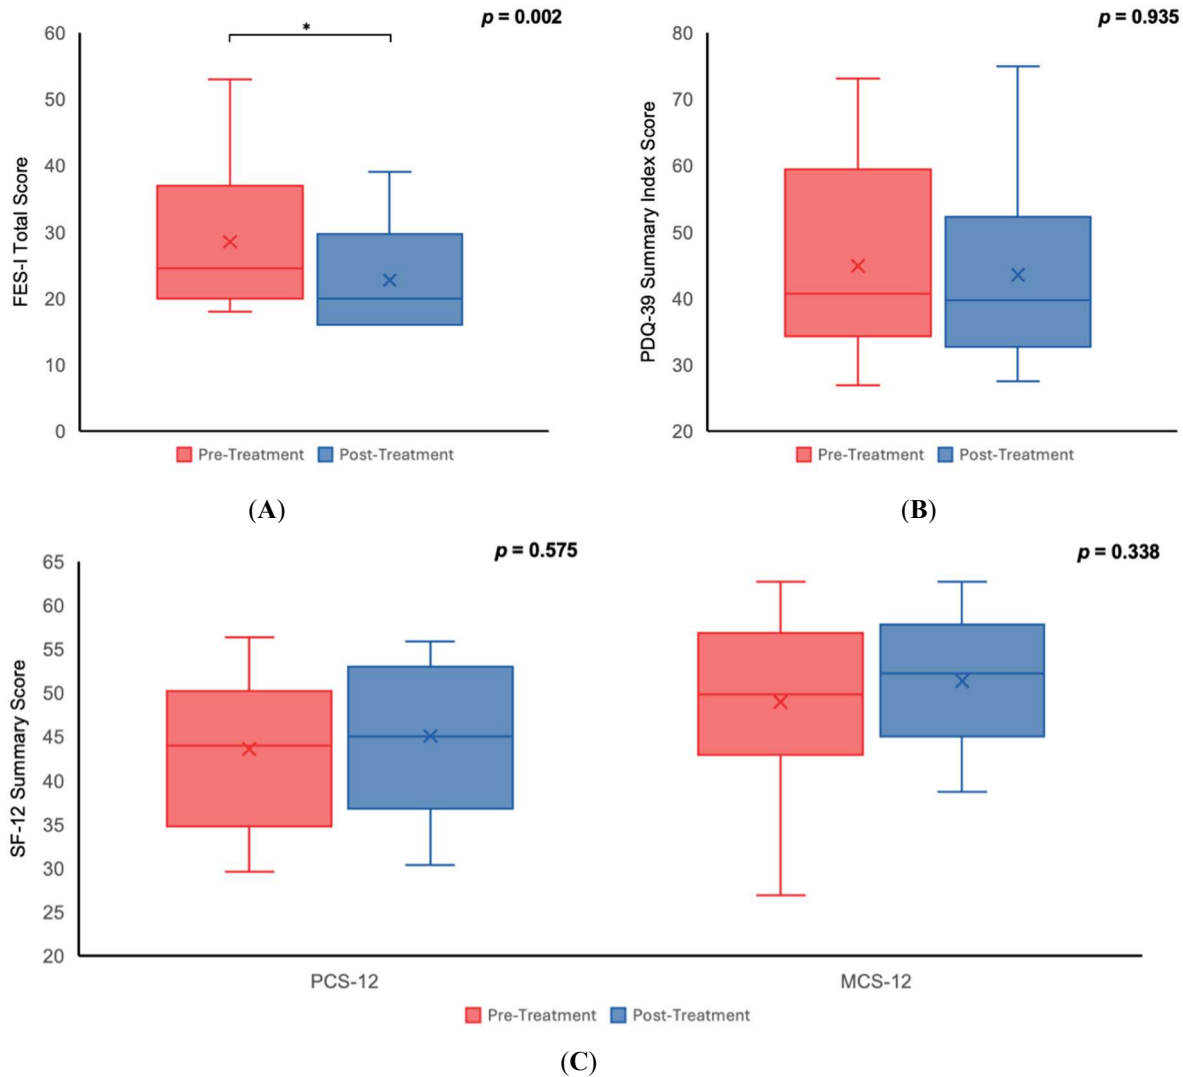 p = 0.002
*
60
50
40
30
20
10
0
FES-I Total Score
Pre-Treatment Post-Treatment
(A)
p = 0.935
80
70
60
50
40
30
20
PDQ-39 Summary Index Score
Pre-Treatment Post-Treatment
(B)
p = 0.575
p = 0.338
65
60
55
50
45
40
35
30
25
20
SF-12 Summary Score
PCS-12 MCS-12
Pre-Treatment Post-Treatment
(C)